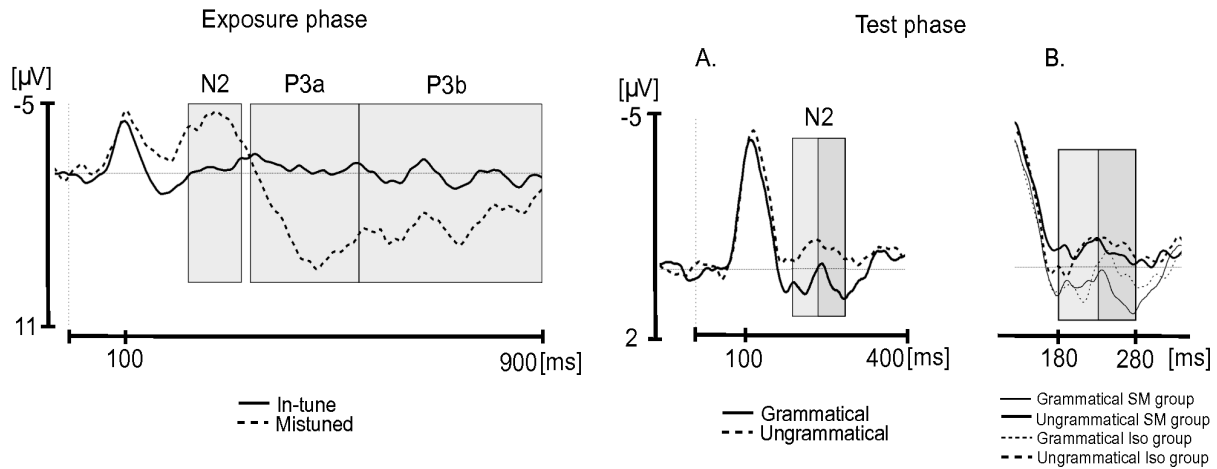 Exposure phase
Test phase
[µV]
N2
P3a
P3b
-5
11
100
900[ms]
In-tune
Mistuned
A.
[µV]
-5
N2
2
100
400[ms]
Grammatical
Ungrammatical
B.
180
280
[ms]
Grammatical SM group
Ungrammatical SM group
Grammatical Iso group
Ungrammatical Iso group